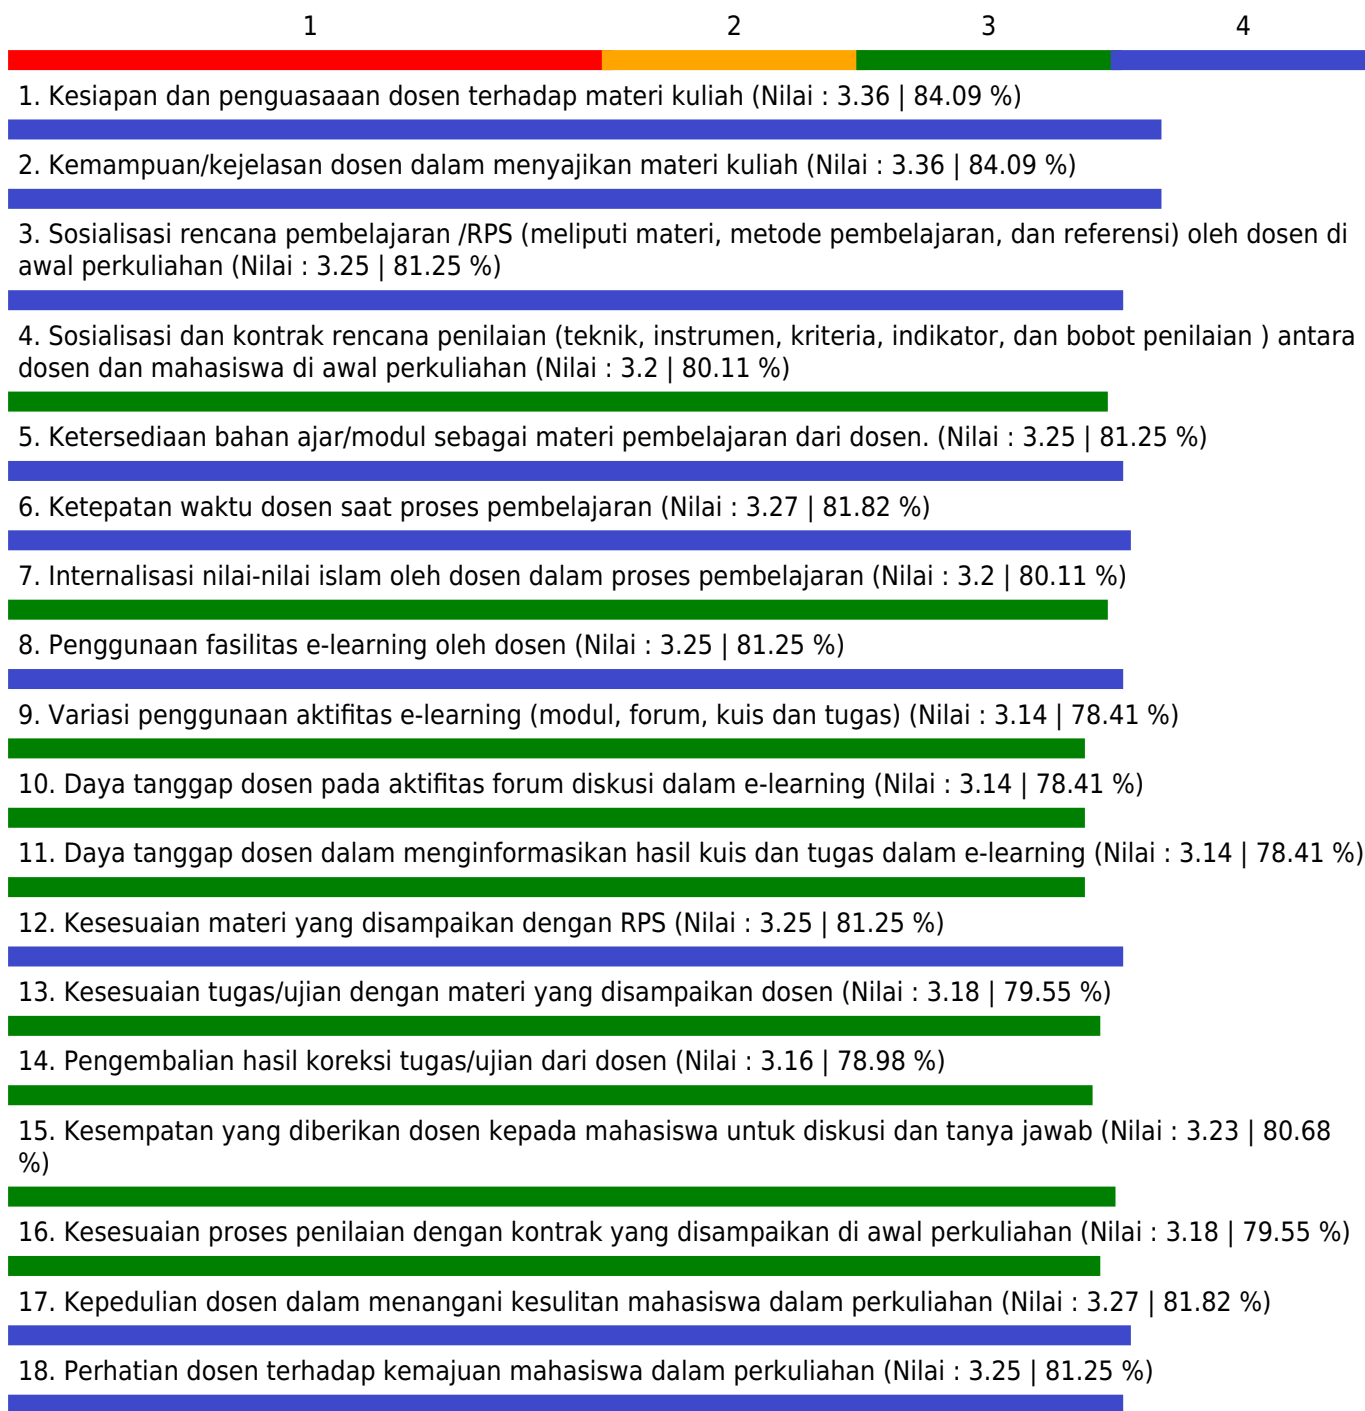 1 2 3 4
1. Kesiapan dan penguasaaan dosen terhadap materi kuliah (Nilai : 3.36 | 84.09 %)
2. Kemampuan/kejelasan dosen dalam menyajikan materi kuliah (Nilai : 3.36 | 84.09 %)
3. Sosialisasi rencana pembelajaran /RPS (meliputi materi, metode pembelajaran, dan referensi) oleh dosen di
awal perkuliahan (Nilai : 3.25 | 81.25 %)
4. Sosialisasi dan kontrak rencana penilaian (teknik, instrumen, kriteria, indikator, dan bobot penilaian ) antara
dosen dan mahasiswa di awal perkuliahan (Nilai : 3.2 | 80.11 %)
5. Ketersediaan bahan ajar/modul sebagai materi pembelajaran dari dosen. (Nilai : 3.25 | 81.25 %)
6. Ketepatan waktu dosen saat proses pembelajaran (Nilai : 3.27 | 81.82 %)
7. Internalisasi nilai-nilai islam oleh dosen dalam proses pembelajaran (Nilai : 3.2 | 80.11 %)
8. Penggunaan fasilitas e-learning oleh dosen (Nilai : 3.25 | 81.25 %)
9. Variasi penggunaan aktifitas e-learning (modul, forum, kuis dan tugas) (Nilai : 3.14 | 78.41 %)
10. Daya tanggap dosen pada aktifitas forum diskusi dalam e-learning (Nilai : 3.14 | 78.41 %)
11. Daya tanggap dosen dalam menginformasikan hasil kuis dan tugas dalam e-learning (Nilai : 3.14 | 78.41 %)
12. Kesesuaian materi yang disampaikan dengan RPS (Nilai : 3.25 | 81.25 %)
13. Kesesuaian tugas/ujian dengan materi yang disampaikan dosen (Nilai : 3.18 | 79.55 %)
14. Pengembalian hasil koreksi tugas/ujian dari dosen (Nilai : 3.16 | 78.98 %)
15. Kesempatan yang diberikan dosen kepada mahasiswa untuk diskusi dan tanya jawab (Nilai : 3.23 | 80.68
%)
16. Kesesuaian proses penilaian dengan kontrak yang disampaikan di awal perkuliahan (Nilai : 3.18 | 79.55 %)
17. Kepedulian dosen dalam menangani kesulitan mahasiswa dalam perkuliahan (Nilai : 3.27 | 81.82 %)
18. Perhatian dosen terhadap kemajuan mahasiswa dalam perkuliahan (Nilai : 3.25 | 81.25 %)